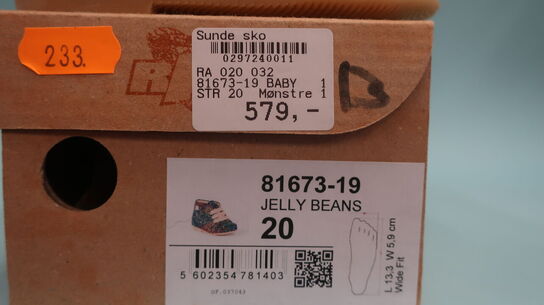 233.
Sunde sko
0297240011
RA 020 032
81673-19 BABY 1
STR 20 Mønstre 1
579,-
B
81673-19
JELLY BEANS
20
5 602354 781403
L 13,3 W 5,9 cm
Wide Fit